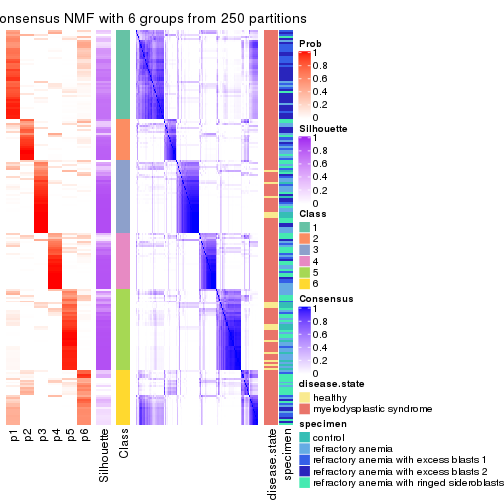 onsensus NMF with 6 groups from 250 partitions
Prob
1
0.8
0.6
0.4
0.2
0
Silhouette
1
0.8
0.6
0.4
0.2
0
Class
1
2
3
4
5
6
Consensus
1
0.8
0.6
0.4
0.2
0
disease.state
healthy
myelodysplastic syndrome
specimen
control
refractory anemia
refractory anemia with excess blasts 1
refractory anemia with excess blasts 2
refractory anemia with ringed sideroblasts
p1
p2
p3
p4
p5
p6
Silhouette
Class
disease.state
specimen